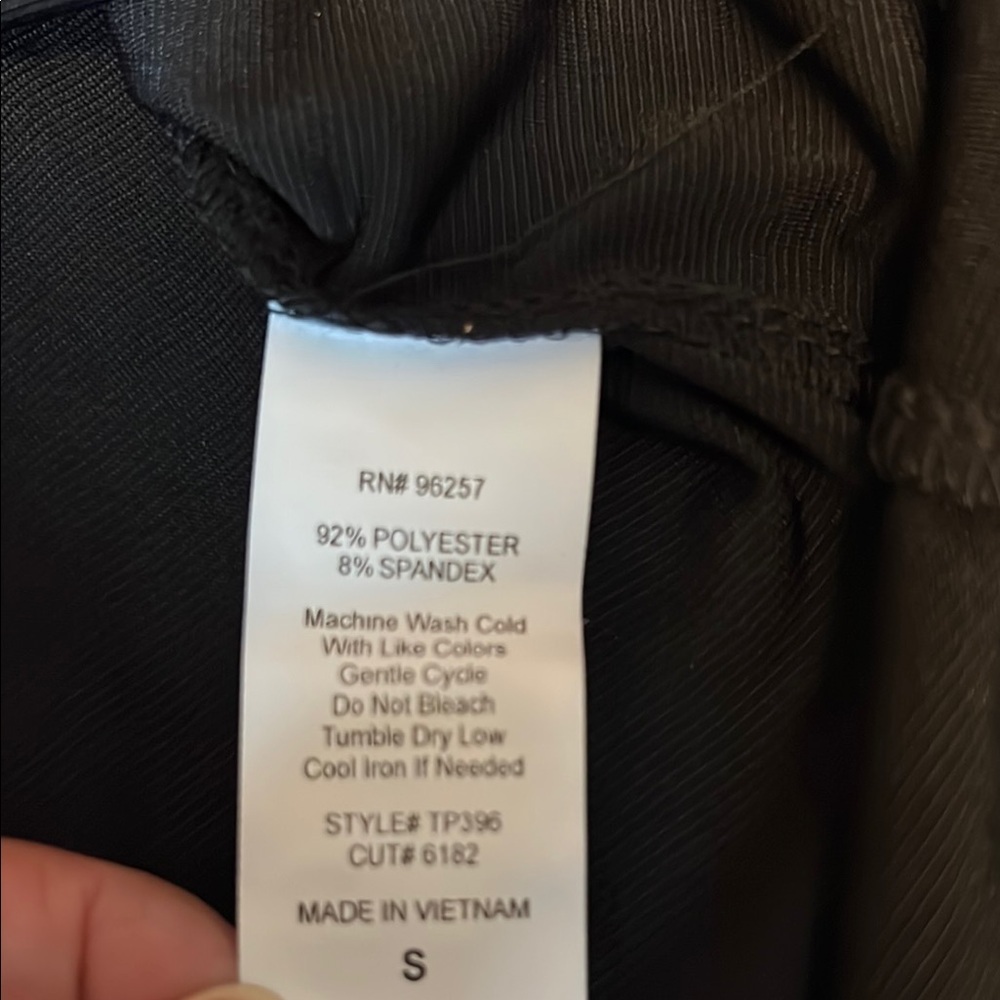 RN# 96257
92% POLYESTER
8% SPANDEX
Machine Wash Cold
With Like Colors
Gentle Cycle
Do Not Bleach
Tumble Dry Low
Cool Iron If Needed
STYLE# TP396
CUT# 6182
MADE IN VIETNAM
S